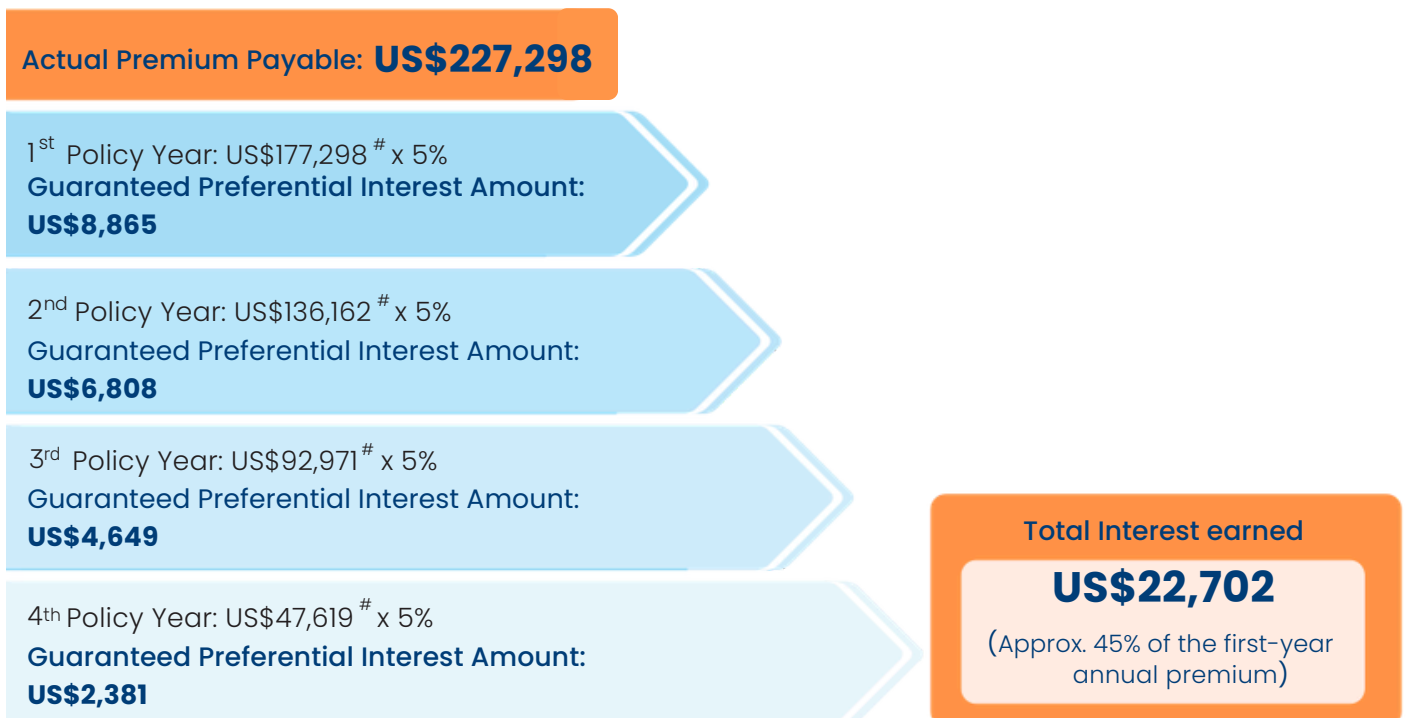 Actual Premium Payable: US$227,298
1st Policy Year: US$177,298 # x 5%
Guaranteed Preferential Interest Amount:
US$8,865
2nd Policy Year: US$136,162 # x 5%
Guaranteed Preferential Interest Amount:
US$6,808
3rd Policy Year: US$92,971 # x 5%
Guaranteed Preferential Interest Amount:
US$4,649
4th Policy Year: US$47,619 # x 5%
Guaranteed Preferential Interest Amount:
US$2,381
Total Interest earned
US$22,702
(Approx. 45% of the first-year
annual premium)